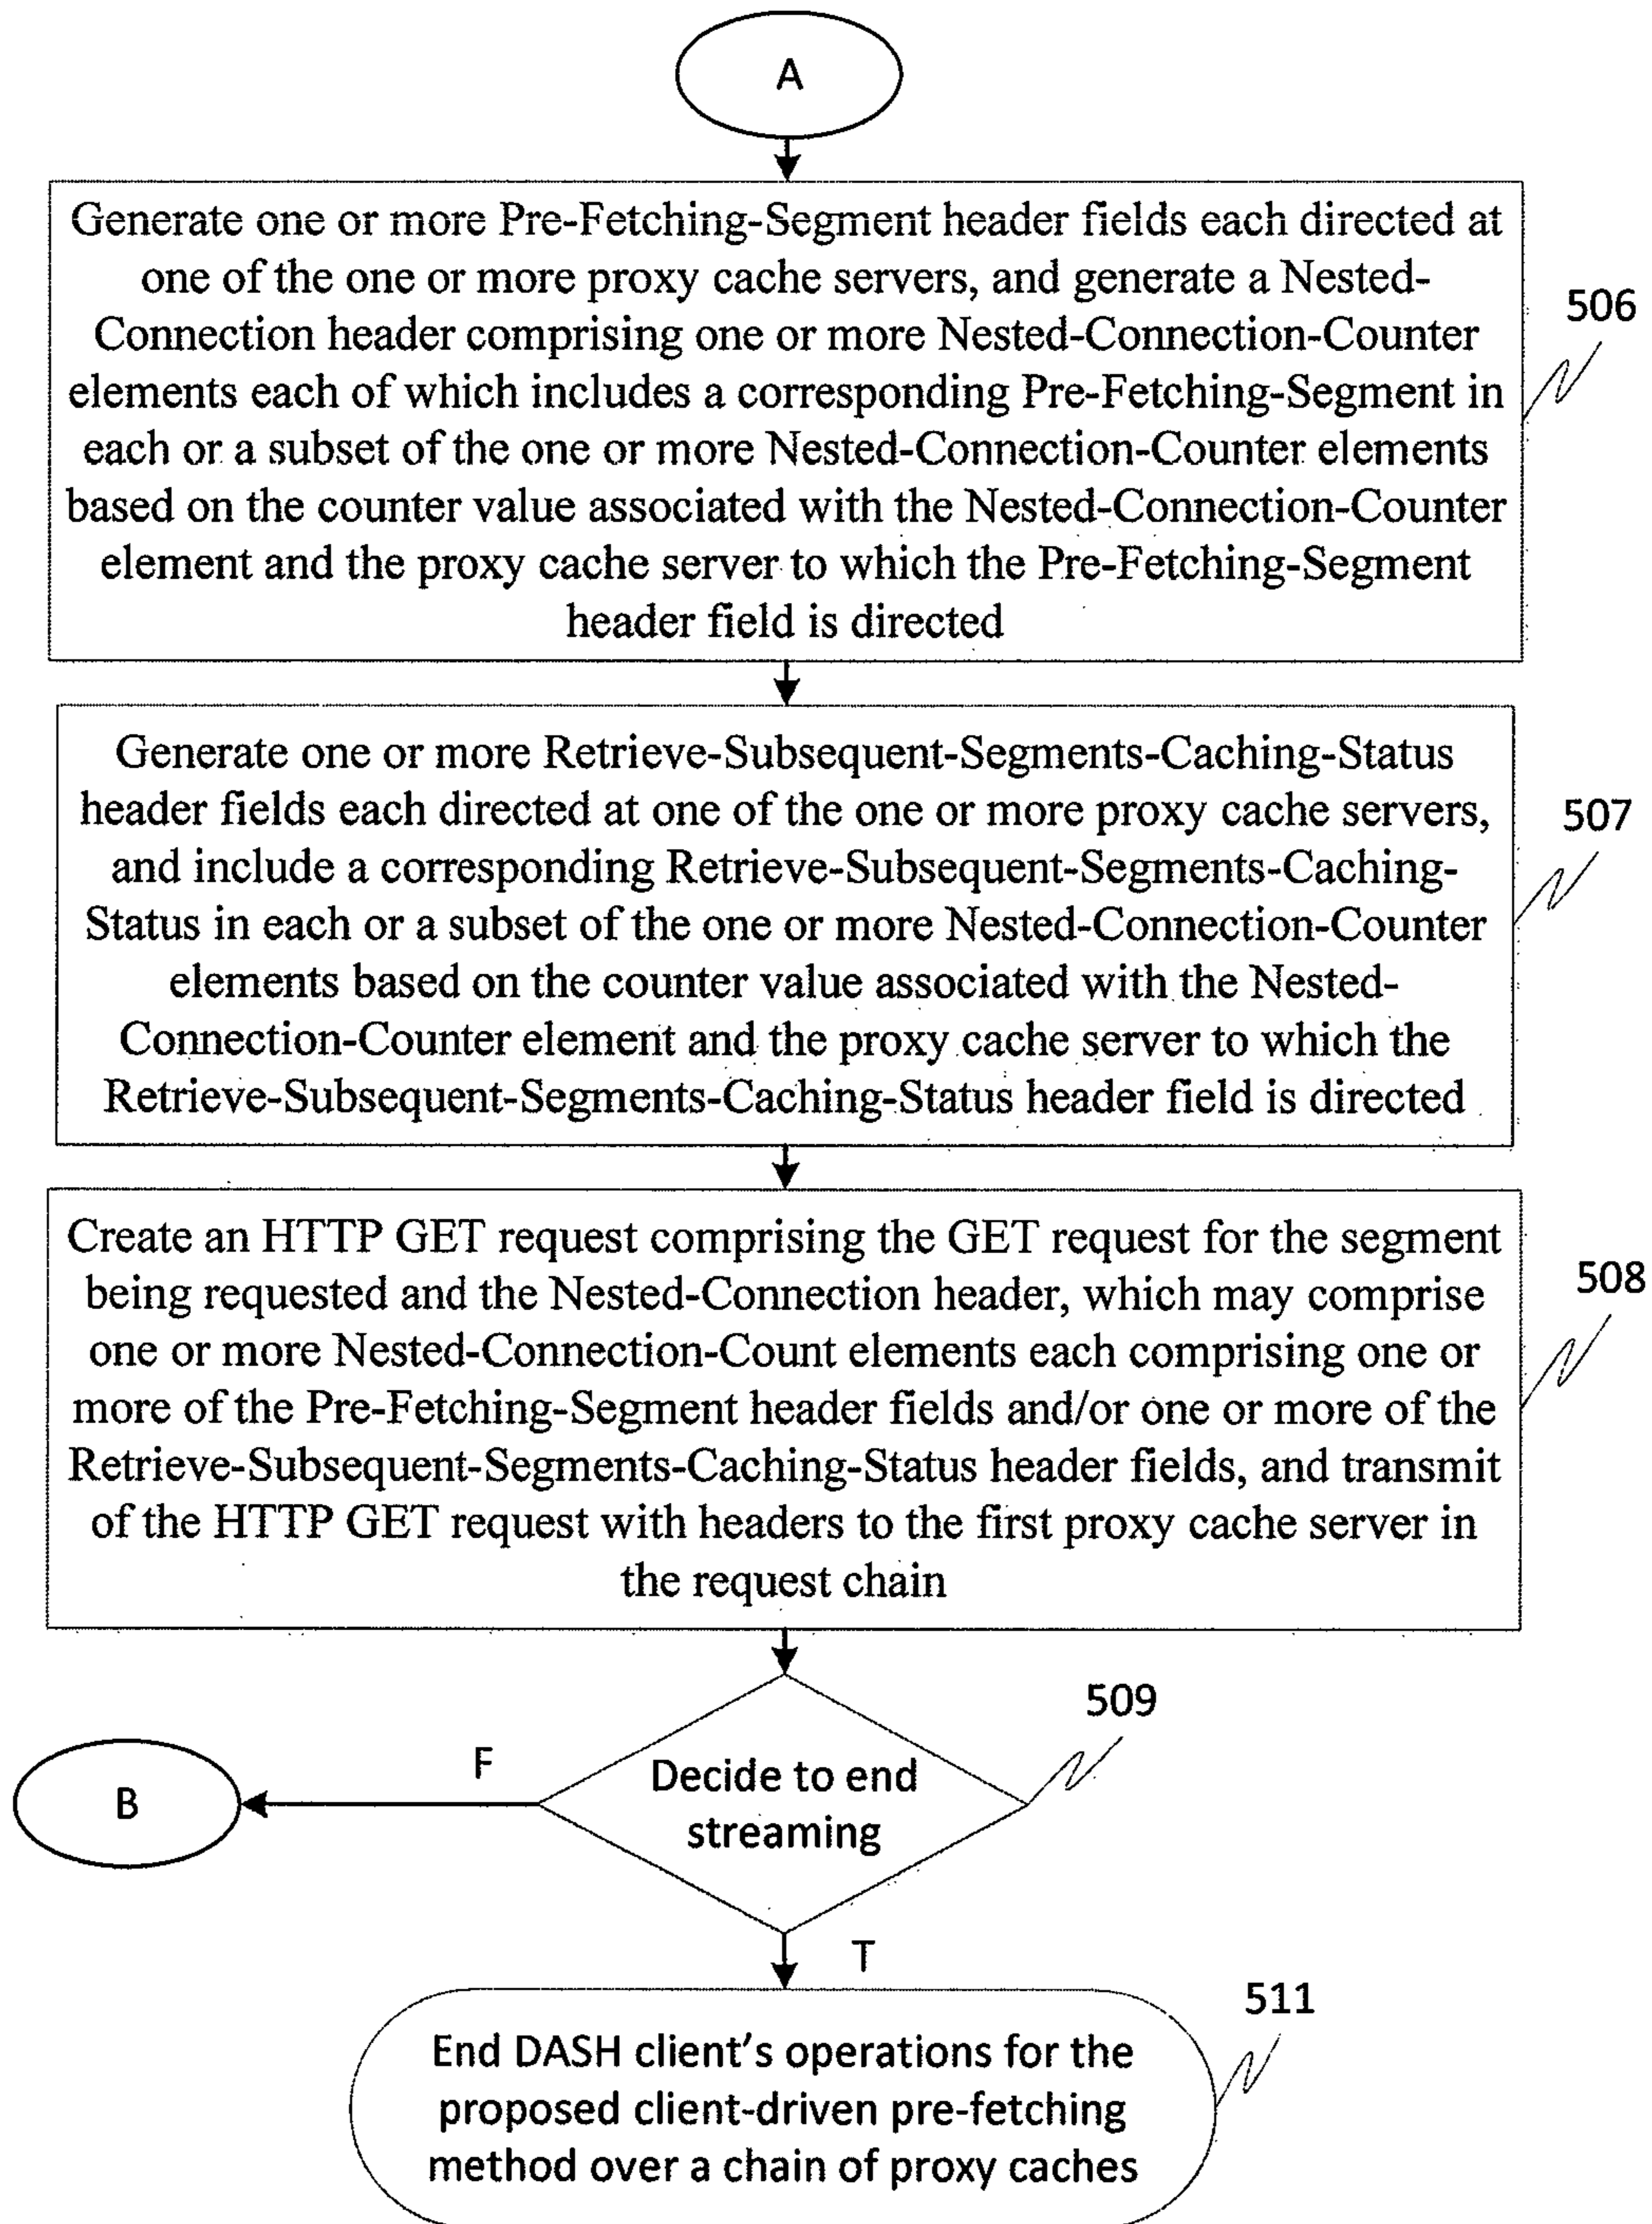 A
Generate one or more Pre-Fetching-Segment header fields each directed at
one of the one or more proxy cache servers, and generate a Nested-
Connection header comprising one or more Nested-Connection-Counter
elements each of which includes a corresponding Pre-Fetching-Segment in
each or a subset of the one or more Nested-Connection-Counter elements
based on the counter value associated with the Nested-Connection-Counter
element and the proxy cache server to which the Pre-Fetching-Segment
header field is directed
506
Generate one or more Retrieve-Subsequent-Segments-Caching-Status
header fields each directed at one of the one or more proxy cache servers,
and include a corresponding Retrieve-Subsequent-Segments-Caching-
Status in each or a subset of the one or more Nested-Connection-Counter
elements based on the counter value associated with the Nested-
Connection-Counter element and the proxy cache server to which the
Retrieve-Subsequent-Segments-Caching-Status header field is directed
507
Create an HTTP GET request comprising the GET request for the segment
being requested and the Nested-Connection header, which may comprise
one or more Nested-Connection-Count elements each comprising one or
more of the Pre-Fetching-Segment header fields and/or one or more of the
Retrieve-Subsequent-Segments-Caching-Status header fields, and transmit
of the HTTP GET request with headers to the first proxy cache server in
the request chain
508
509
Decide to end
streaming
F
B
T
511
End DASH client's operations for the
proposed client-driven pre-fetching
method over a chain of proxy caches